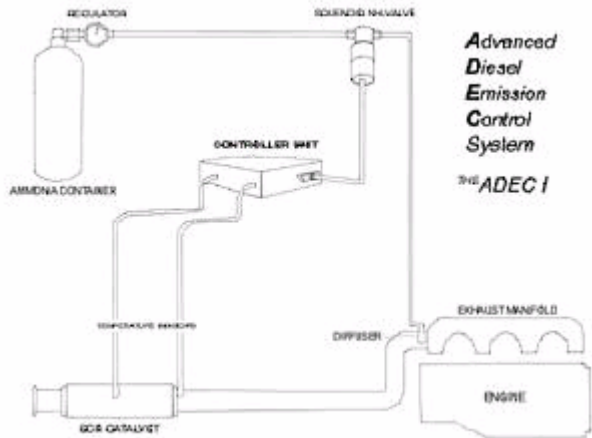 REGULATOR
SOLENOID NH3 VALVE
Advanced
Diesel
Emission
Control
System
THE ADEC I
CONTROLLER UNIT
AMMONIA CONTAINER
TEMPERATURE SENSORS
EXHAUST MANIFOLD
DIFFUSER
ENGINE
SCR CATALYST